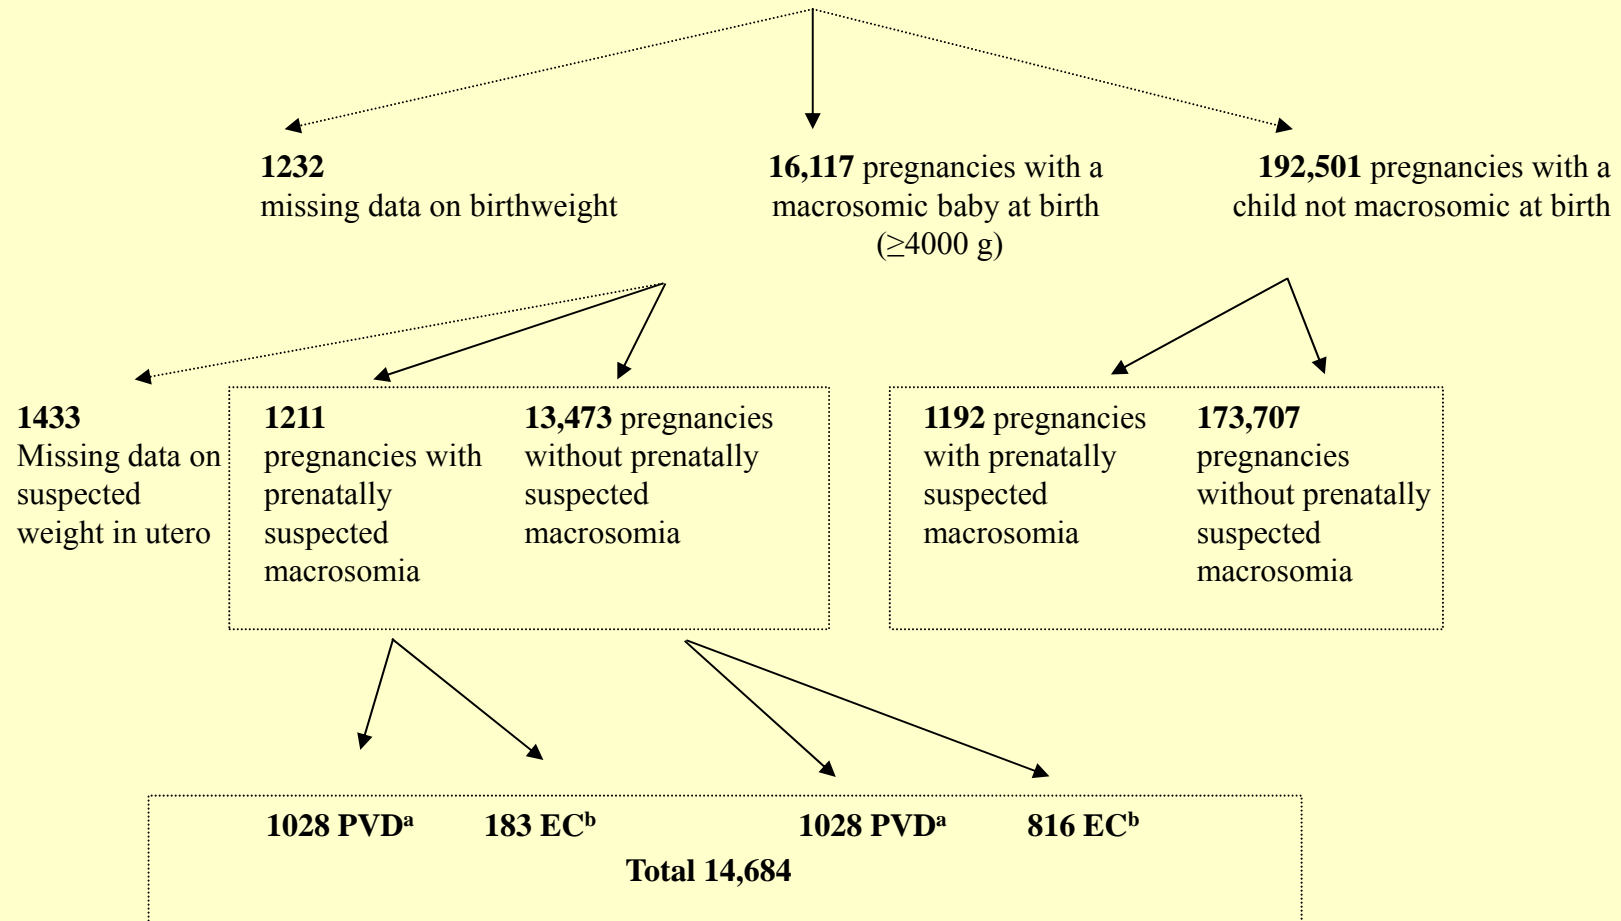 1232
missing data on birthweight
16,117 pregnancies with a
macrosomic baby at birth
(≥4000 g)
192,501 pregnancies with a
child not macrosomic at birth
1433
Missing data on
suspected
weight in utero
1211
pregnancies with
prenatally
suspected
macrosomia
13,473 pregnancies
without prenatally
suspected
macrosomia
1192 pregnancies
with prenatally
suspected
macrosomia
173,707
pregnancies
without prenatally
suspected
macrosomia
1028 PVDᵃ 183 ECᵇ 1028 PVDᵃ 816 ECᵇ
Total 14,684